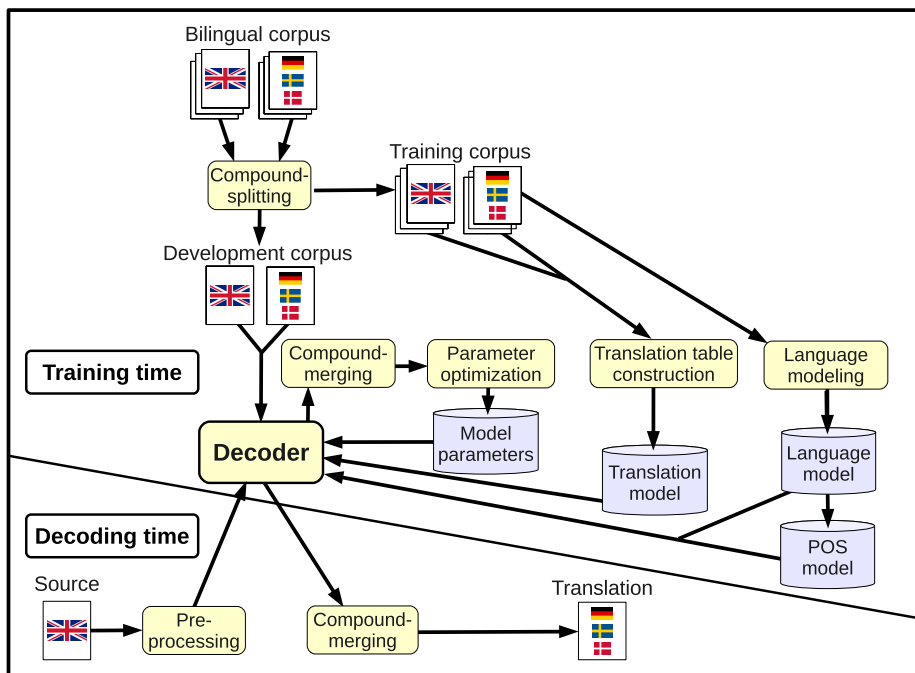 Bilingual corpus
Compound-
splitting
Training corpus
Development corpus
Training time
Compound-
merging
Parameter
optimization
Translation table
construction
Language
modeling
Decoder
Model
parameters
Translation
model
Language
model
POS
model
Decoding time
Source
Pre-
processing
Compound-
merging
Translation